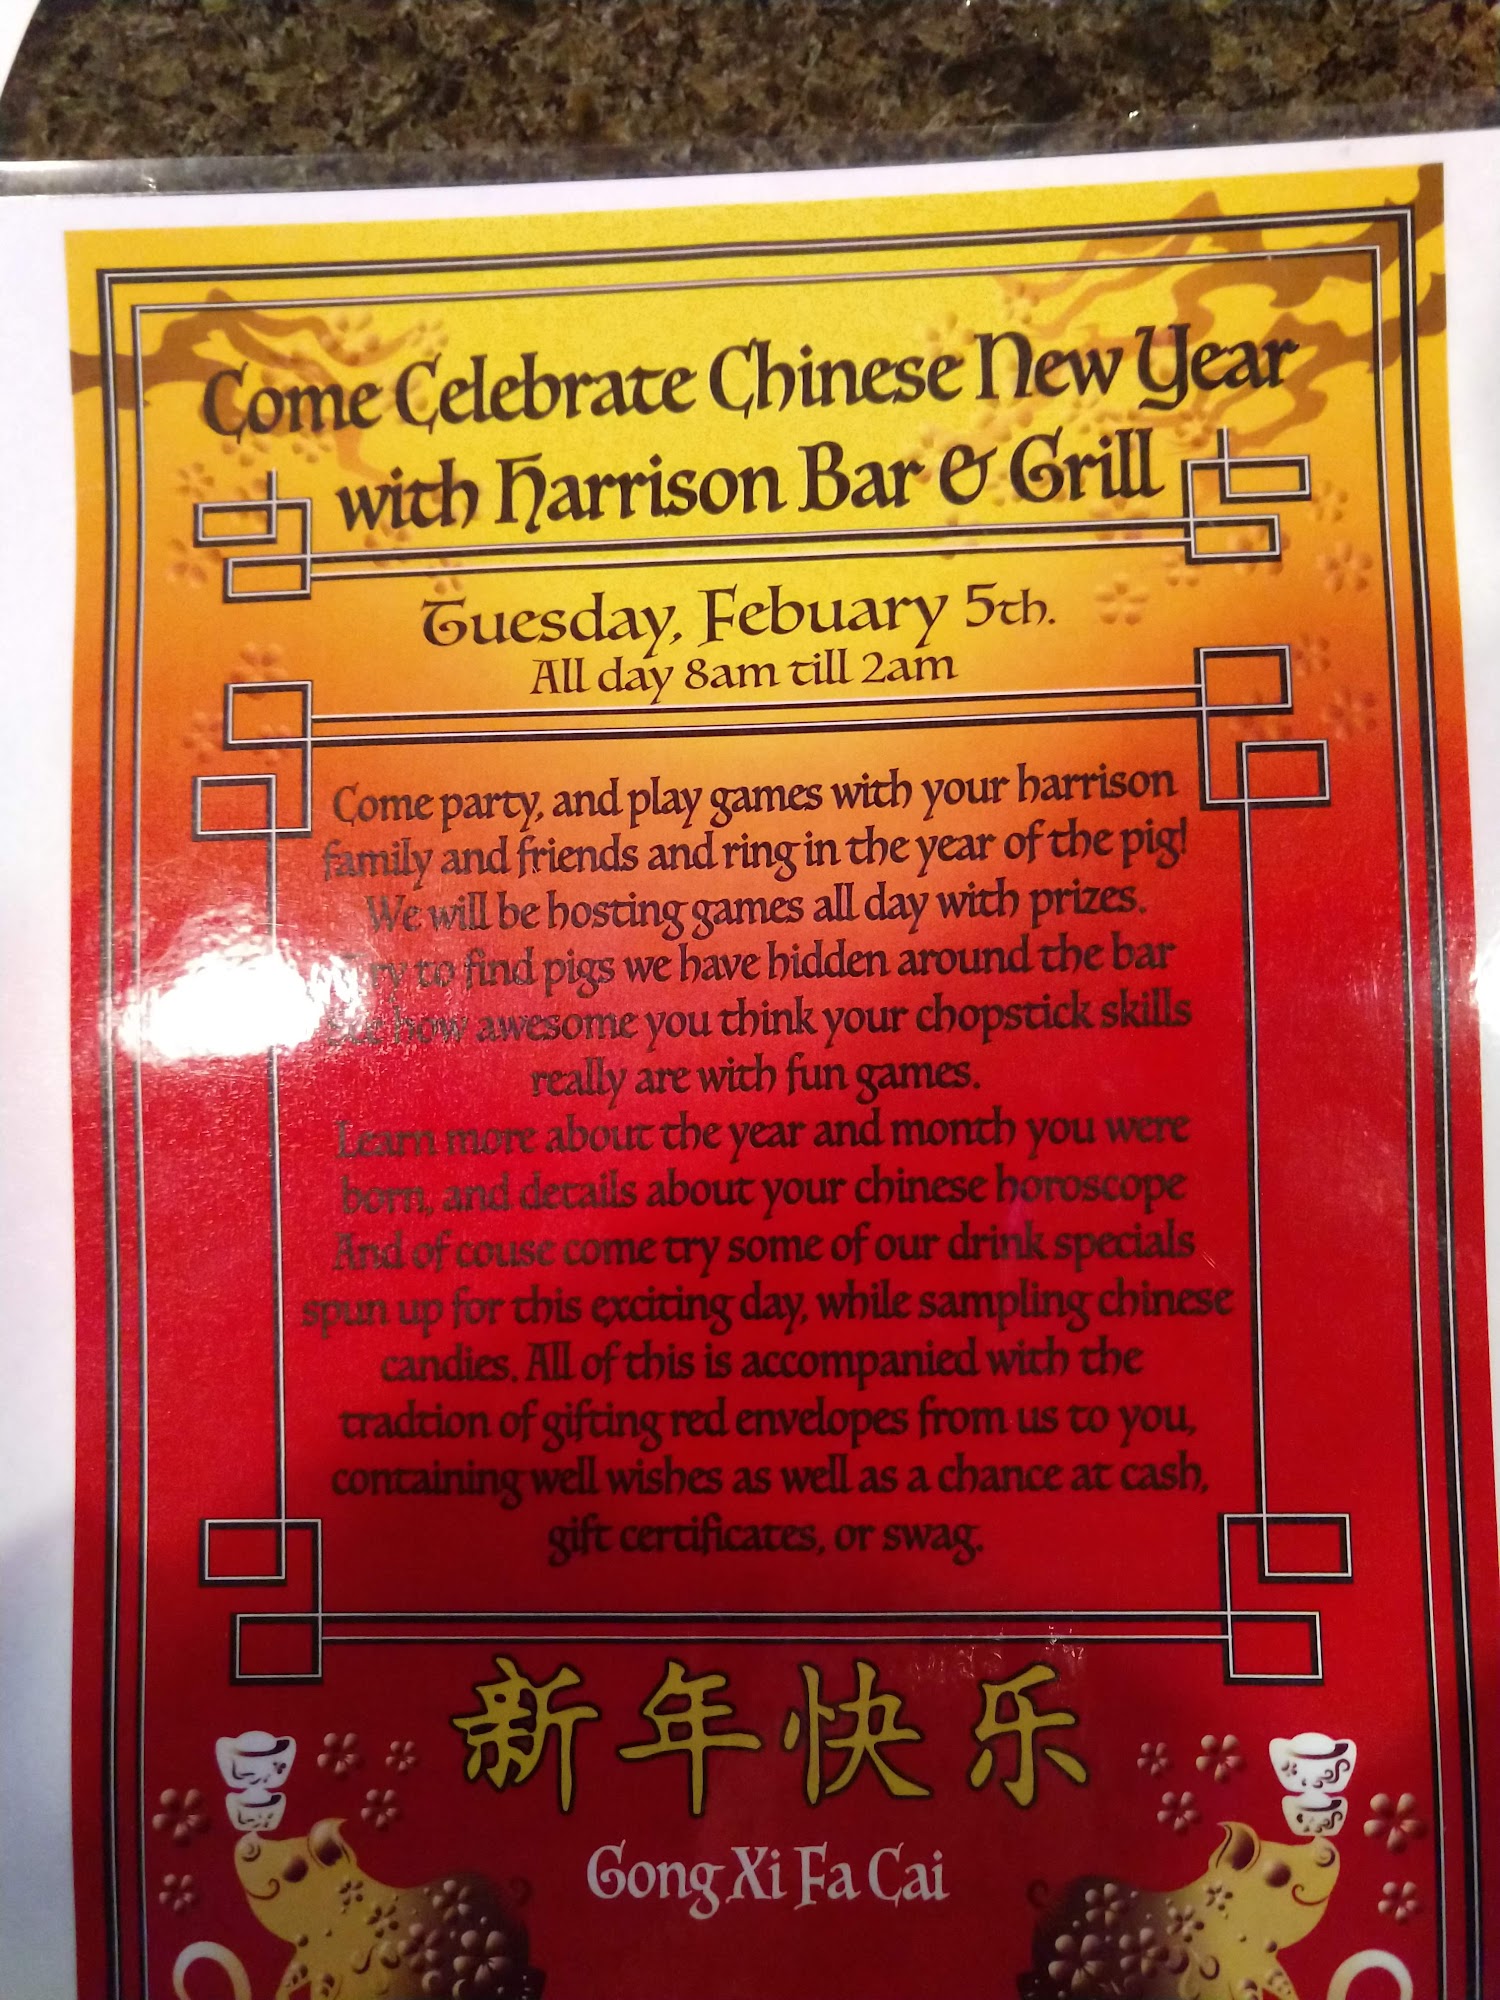 Come Celebrate Chinese New Year
with Harrison Bar & Grill
Tuesday, Febuary 5th.
All day 8am till 2am
Come party, and play games with your harrison
family and friends and ring in the year of the pig!
We will be hosting games all day with prizes.
Try to find pigs we have hidden around the bar
See how awesome you think your chopstick skills
really are with fun games.
Learn more about the year and month you were
born, and details about your chinese horoscope
And of couse come try some of our drink specials
spun up for this exciting day, while sampling chinese
candies. All of this is accompanied with the
tradtion of gifting red envelopes from us to you,
containing well wishes as well as a chance at cash,
gift certificates, or swag.
新年快乐
Gong Xi Fa Cai